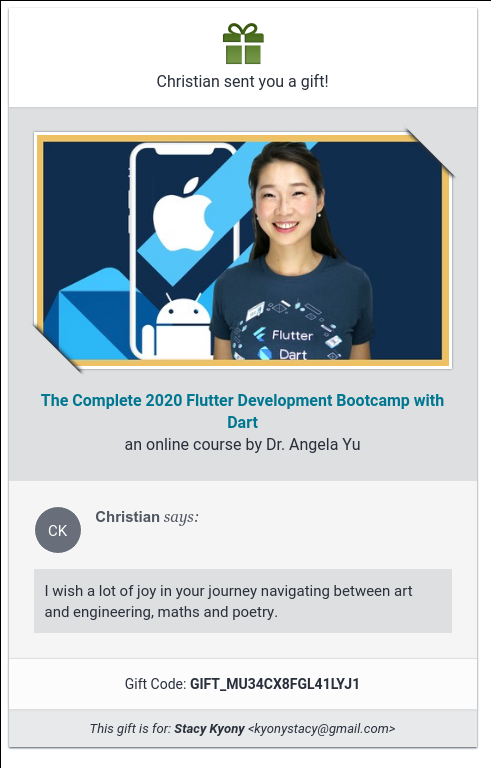 Christian sent you a gift!
Flutter
Dart
The Complete 2020 Flutter Development Bootcamp with
Dart
an online course by Dr. Angela Yu
CK
Christian says:
I wish a lot of joy in your journey navigating between art
and engineering, maths and poetry.
Gift Code: GIFT_MU34CX8FGL41LYJ1
This gift is for: Stacy Kyony <kyonystacy@gmail.com>